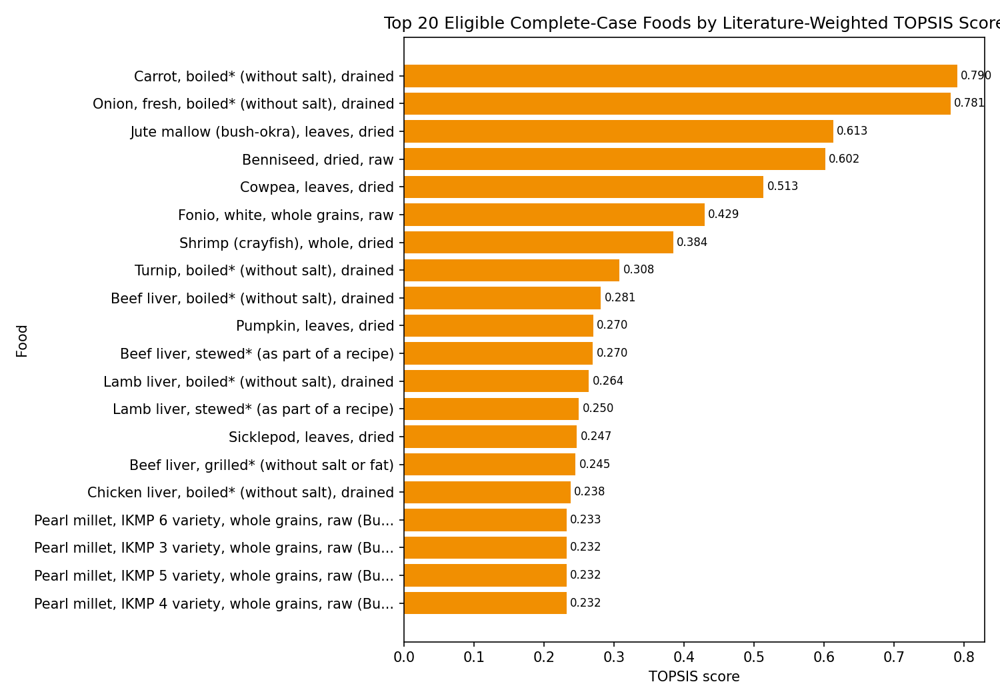 Top 20 Eligible Complete-Case Foods by Literature-Weighted TOPSIS Score
Carrot, boiled* (without salt), drained 0.790
Onion, fresh, boiled* (without salt), drained 0.781
Jute mallow (bush-okra), leaves, dried 0.613
Benniseed, dried, raw 0.602
Cowpea, leaves, dried 0.513
Fonio, white, whole grains, raw 0.429
Shrimp (crayfish), whole, dried 0.384
Turnip, boiled* (without salt), drained 0.308
Beef liver, boiled* (without salt), drained 0.281
Pumpkin, leaves, dried 0.270
Beef liver, stewed* (as part of a recipe) 0.270
Lamb liver, boiled* (without salt), drained 0.264
Lamb liver, stewed* (as part of a recipe) 0.250
Sicklepod, leaves, dried 0.247
Beef liver, grilled* (without salt or fat) 0.245
Chicken liver, boiled* (without salt), drained 0.238
Pearl millet, IKMP 6 variety, whole grains, raw (Bu... 0.233
Pearl millet, IKMP 3 variety, whole grains, raw (Bu... 0.232
Pearl millet, IKMP 5 variety, whole grains, raw (Bu... 0.232
Pearl millet, IKMP 4 variety, whole grains, raw (Bu... 0.232
Food
0.0 0.1 0.2 0.3 0.4 0.5 0.6 0.7 0.8
TOPSIS score